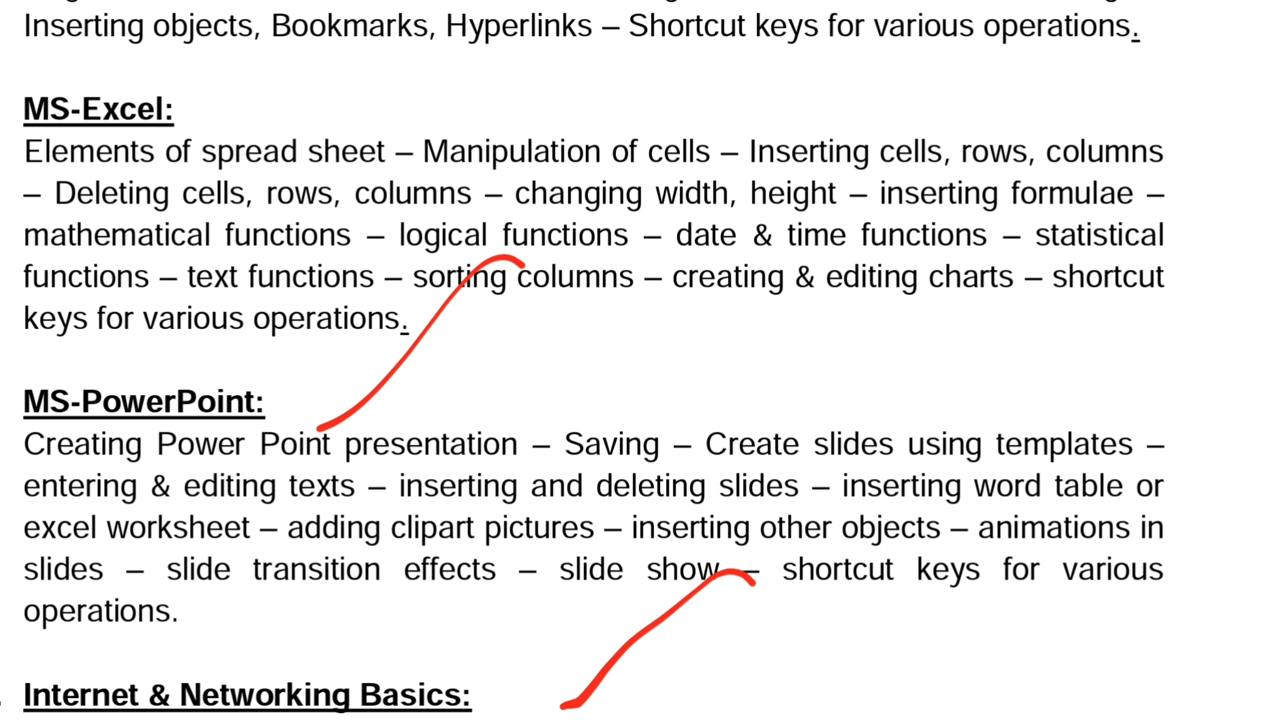 Inserting objects, Bookmarks, Hyperlinks – Shortcut keys for various operations.
MS-Excel:
Elements of spread sheet – Manipulation of cells – Inserting cells, rows, columns
– Deleting cells, rows, columns – changing width, height – inserting formulae –
mathematical functions – logical functions – date & time functions – statistical
functions – text functions – sorting columns – creating & editing charts – shortcut
keys for various operations.
MS-PowerPoint:
Creating Power Point presentation – Saving – Create slides using templates –
entering & editing texts – inserting and deleting slides – inserting word table or
excel worksheet – adding clipart pictures – inserting other objects – animations in
slides – slide transition effects – slide show – shortcut keys for various
operations.
Internet & Networking Basics: